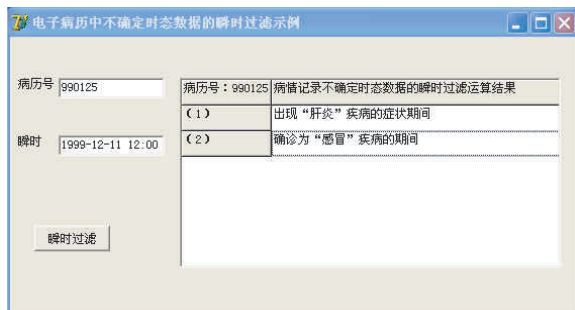 电子病历中不确定时态数据的瞬时过滤示例
病历号 990125
病历号：990125 病情记录不确定时态数据的瞬时过滤运算结果
（1） 出现“肝炎”疾病的症状期间
瞬时 1999-12-11 12:00
（2） 确诊为“感冒”疾病的期间
瞬时过滤